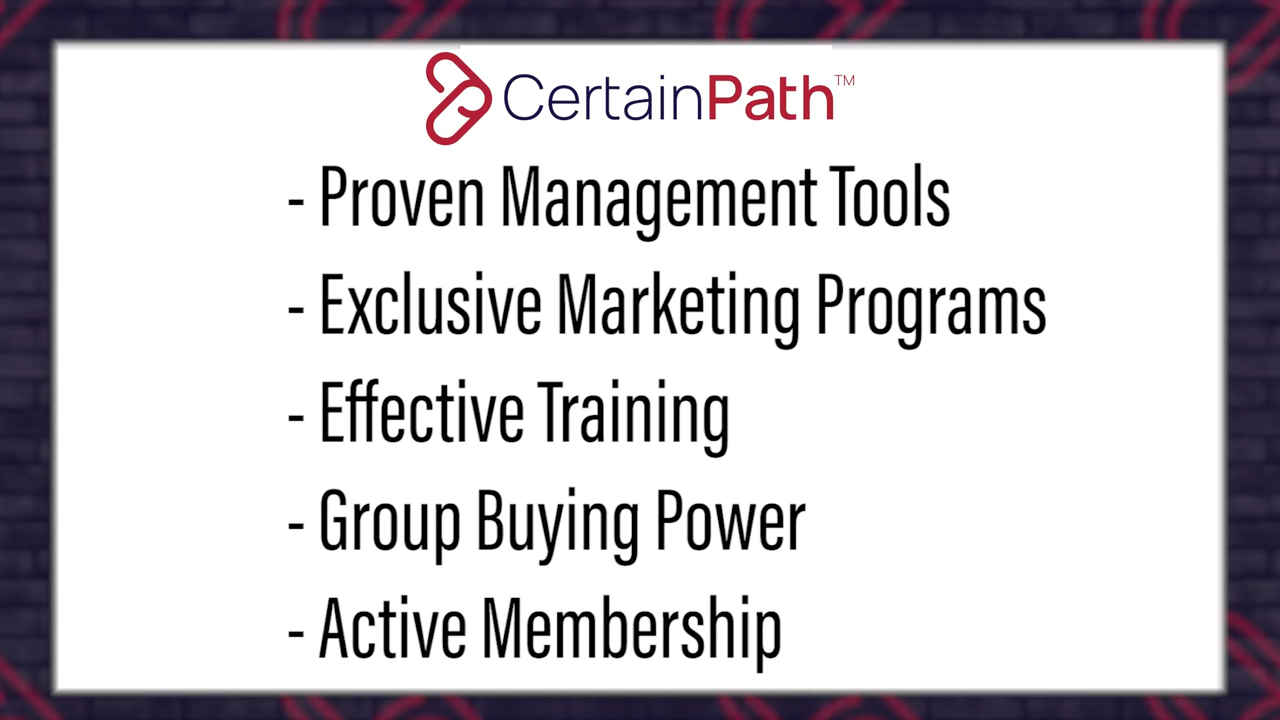 CertainPath™
- Proven Management Tools
- Exclusive Marketing Programs
- Effective Training
- Group Buying Power
- Active Membership